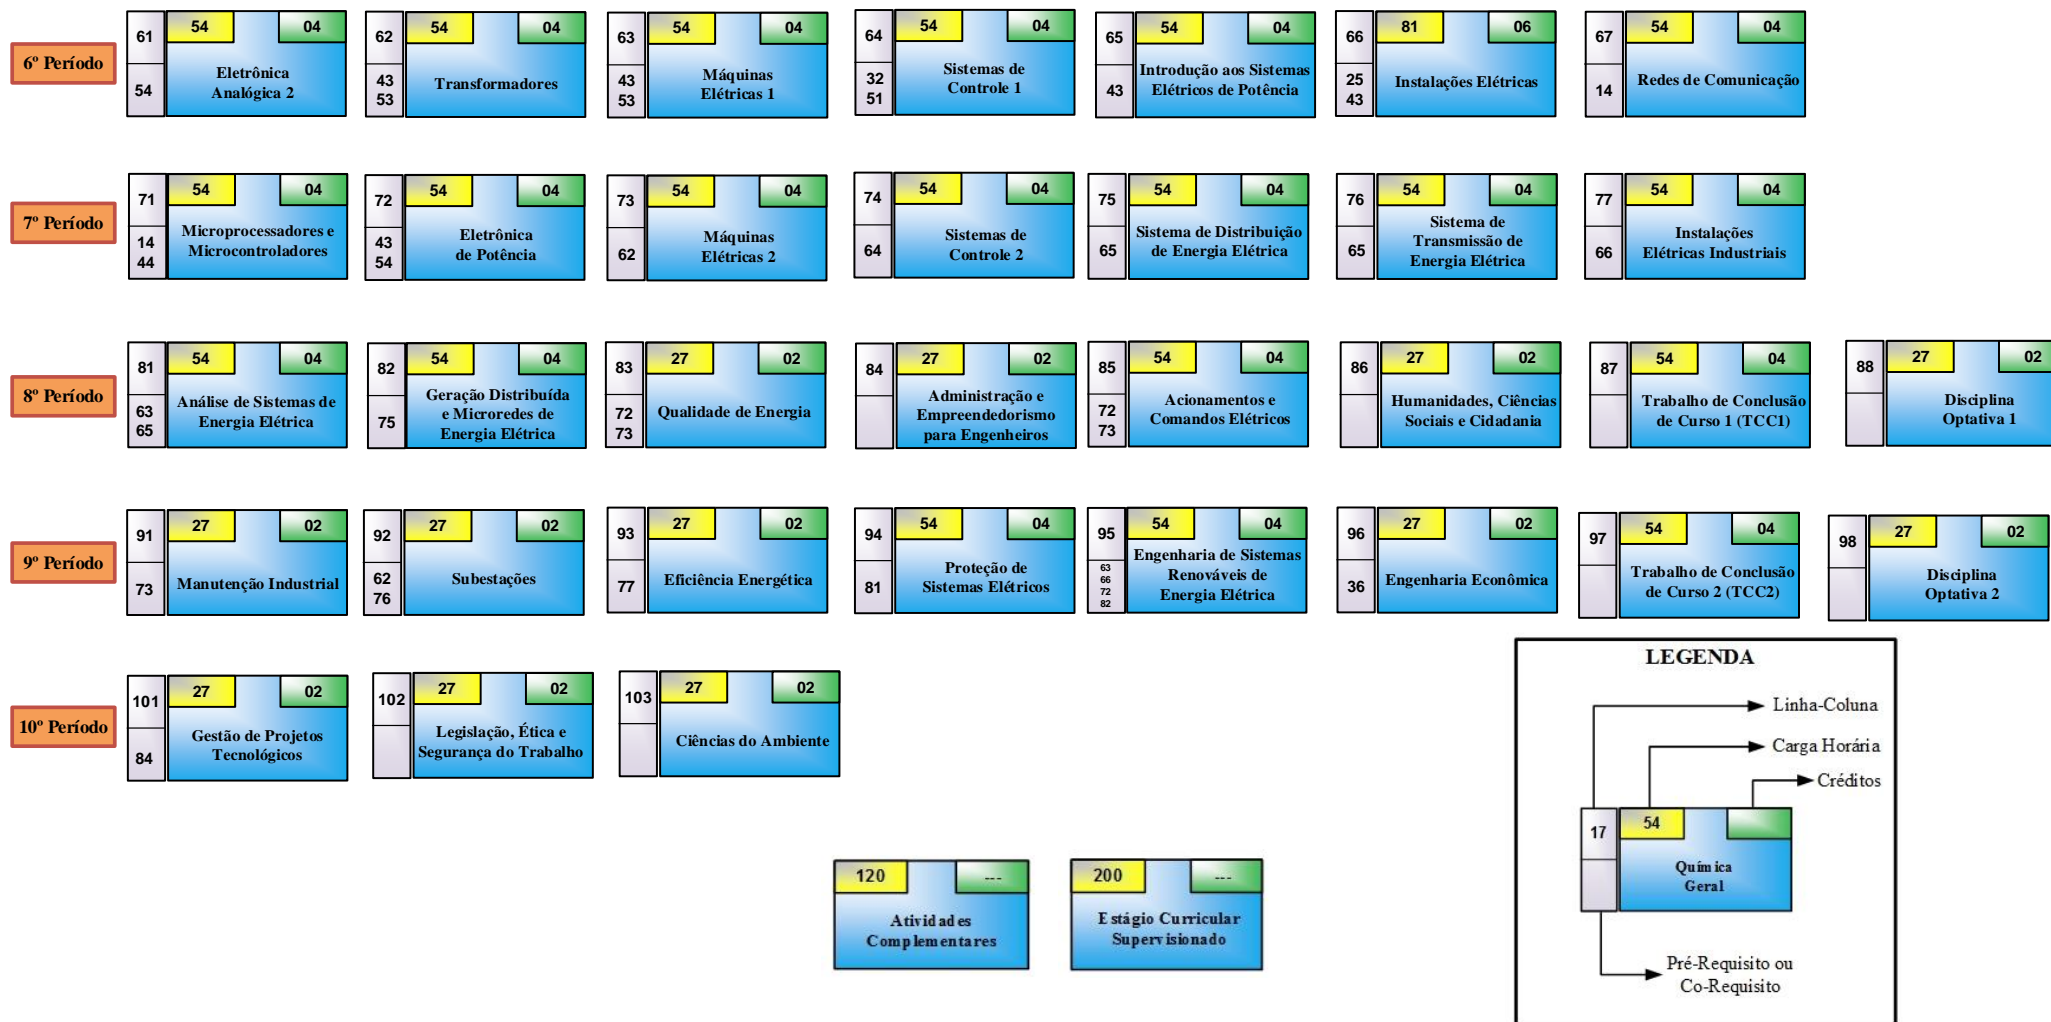 6º Período
61
54
04
54
Eletrônica
Analógica 2
62
54
04
43
53
Transformadores
63
54
04
43
53
Máquinas
Elétricas 1
64
54
04
32
51
Sistemas de
Controle 1
65
54
04
43
Introdução aos Sistemas
Elétricos de Potência
66
81
06
25
43
Instalações Elétricas
67
54
04
14
Redes de Comunicação
7º Período
71
54
04
14
44
Microprocessadores e
Microcontroladores
72
54
04
43
54
Eletrônica
de Potência
73
54
04
62
Máquinas
Elétricas 2
74
54
04
64
Sistemas de
Controle 2
75
54
04
65
Sistema de Distribuição
de Energia Elétrica
76
54
04
65
Sistema de
Transmissão de
Energia Elétrica
77
54
04
66
Instalações
Elétricas Industriais
8º Período
81
54
04
63
65
Análise de Sistemas de
Energia Elétrica
82
54
04
75
Geração Distribuída
e Microredes de
Energia Elétrica
83
27
02
72
73
Qualidade de Energia
84
27
02
Administração e
Empreendedorismo
para Engenheiros
85
54
04
72
73
Acionamentos e
Comandos Elétricos
86
27
02
Humanidades, Ciências
Sociais e Cidadania
87
54
04
Trabalho de Conclusão
de Curso 1 (TCC1)
88
27
02
Disciplina
Optativa 1
9º Período
91
27
02
73
Manutenção Industrial
92
27
02
62
76
Subestações
93
27
02
77
Eficiência Energética
94
54
04
81
Proteção de
Sistemas Elétricos
95
54
04
63
66
72
82
Engenharia de Sistemas
Renováveis de
Energia Elétrica
96
27
02
36
Engenharia Econômica
97
54
04
Trabalho de Conclusão
de Curso 2 (TCC2)
98
27
02
Disciplina
Optativa 2
10º Período
101
27
02
84
Gestão de Projetos
Tecnológicos
102
27
02
Legislação, Ética e
Segurança do Trabalho
103
27
02
Ciências do Ambiente
120
---
Atividades
Complementares
200
---
Estágio Curricular
Supervisionado
LEGENDA
Linha-Coluna
Carga Horária
Créditos
17
54
Química
Geral
Pré-Requisito ou
Co-Requisito